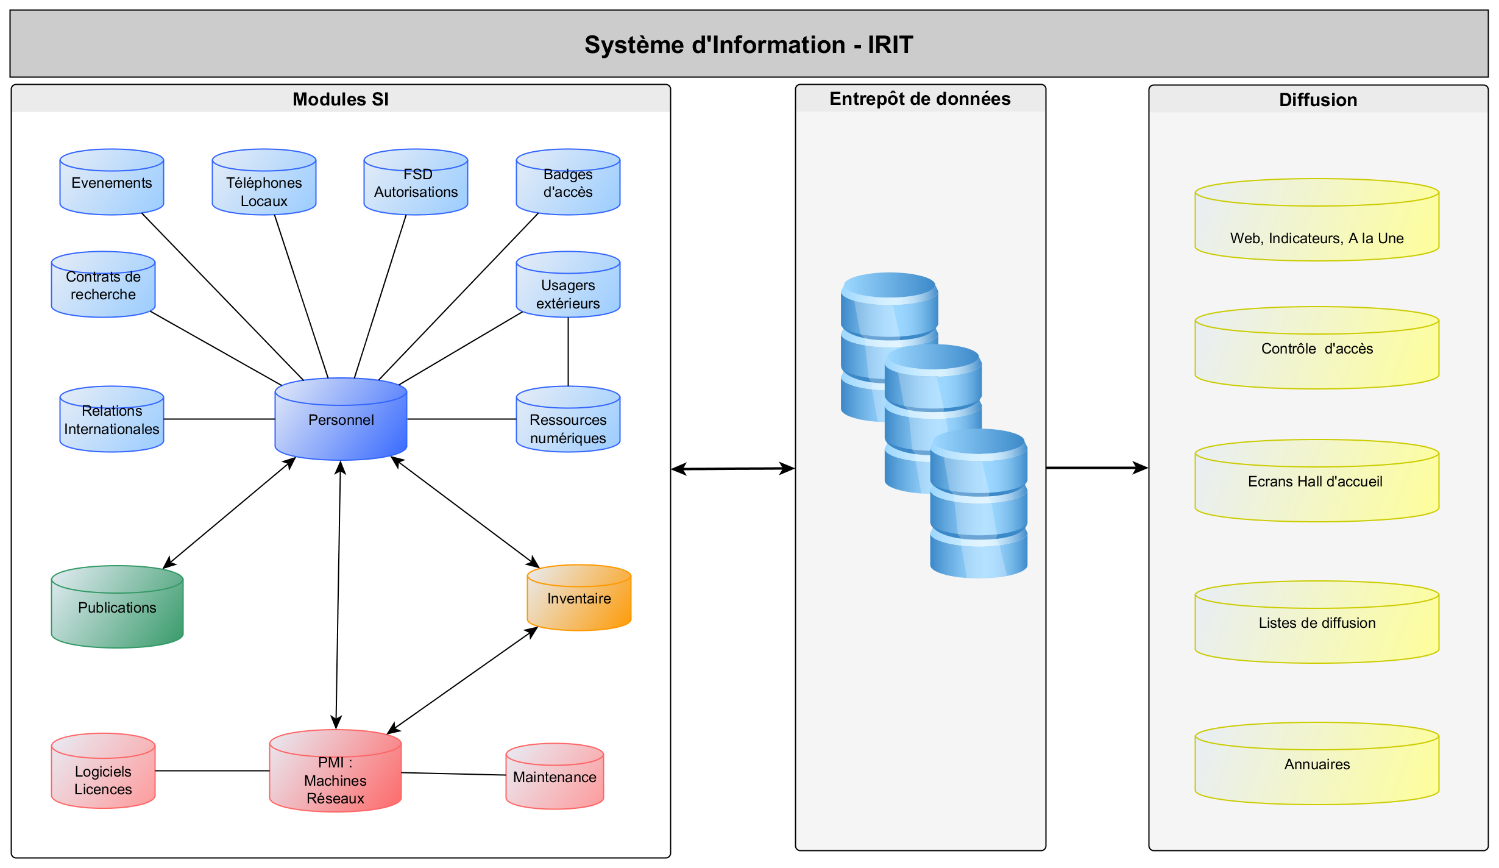 Système d'Information - IRIT
Modules SI
Entrepôt de données
Diffusion
Evenements
Téléphones
Locaux
FSD
Autorisations
Badges
d'accès
Contrats de
recherche
Usagers
extérieurs
Relations
Internationales
Personnel
Ressources
numériques
Publications
Inventaire
Logiciels
Licences
PMI :
Machines
Réseaux
Maintenance
Web, Indicateurs, A la Une
Contrôle  d'accès
Ecrans Hall d'accueil
Listes de diffusion
Annuaires